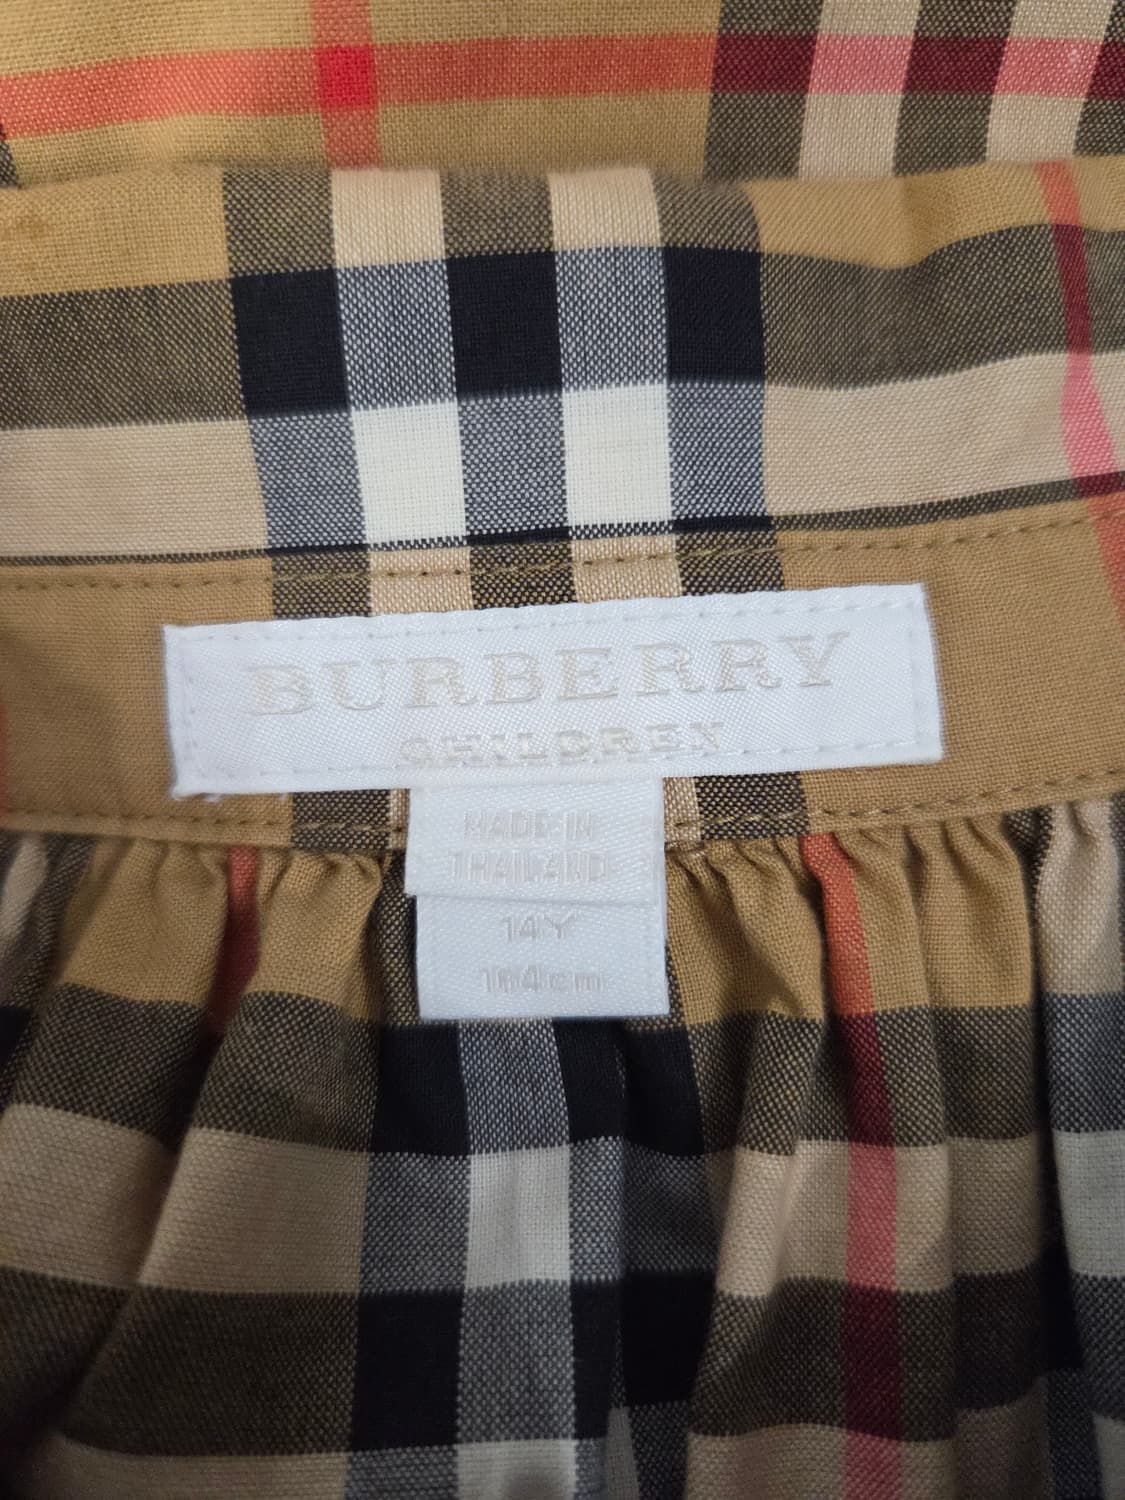 BURBERRY
CHILDREN
MADE IN
THAILAND
14Y
164cm